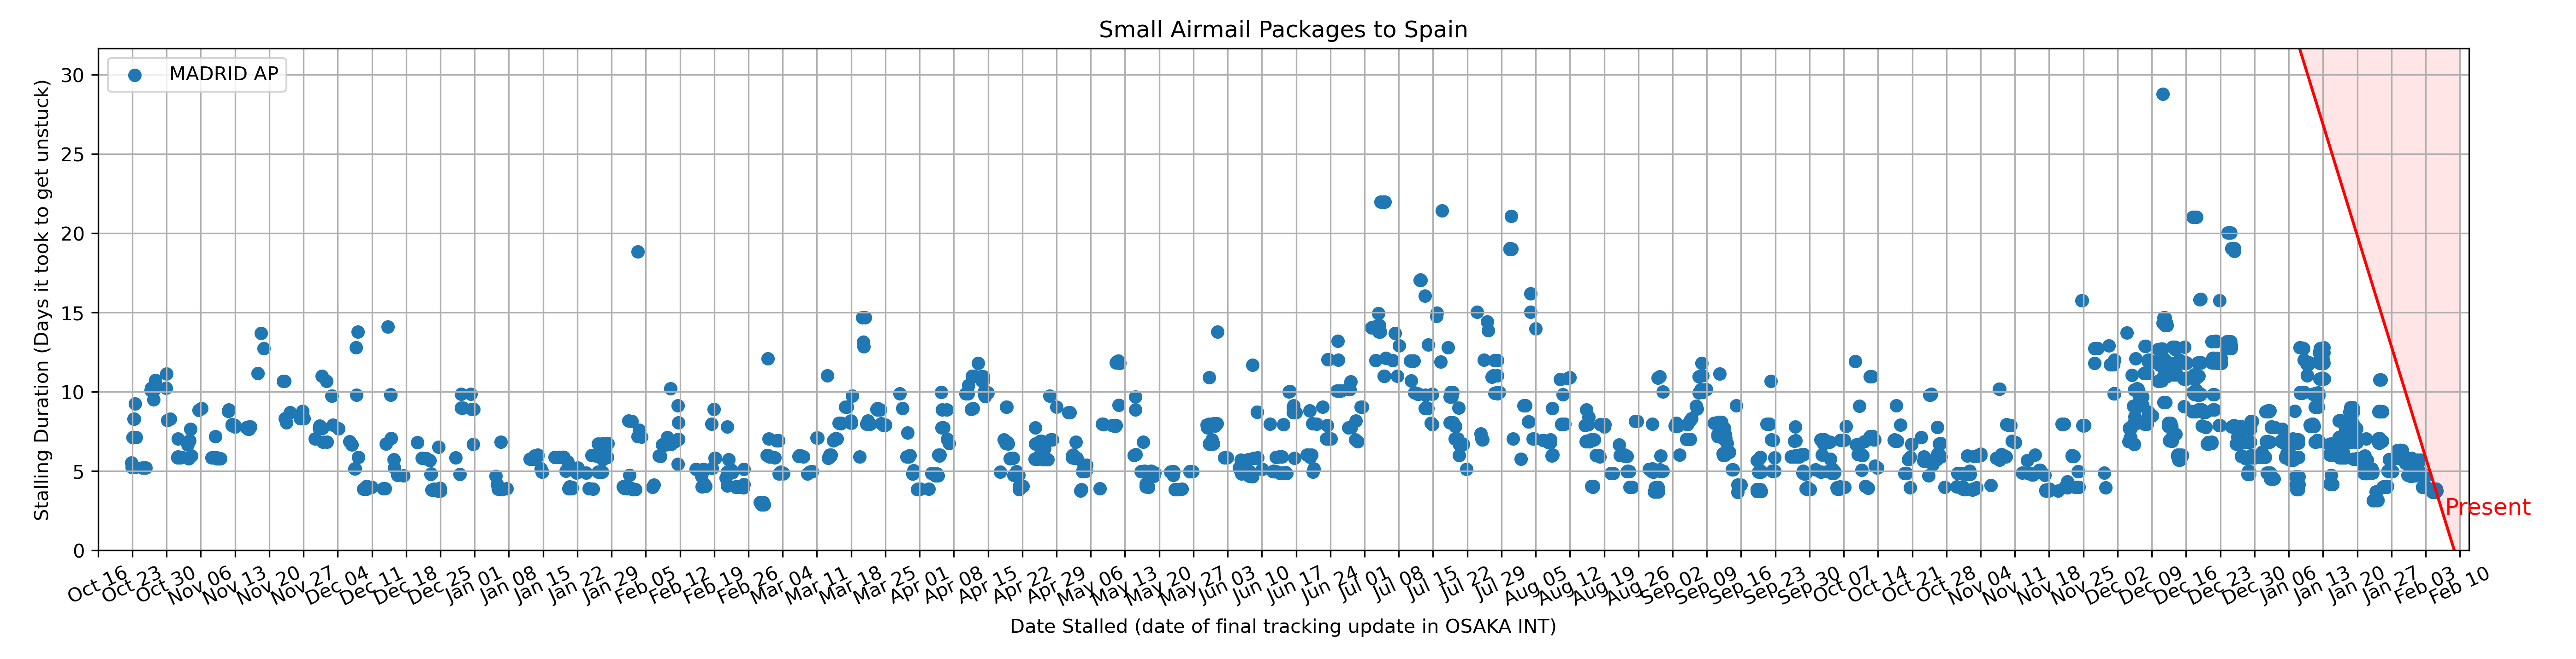 Small Airmail Packages to Spain
MADRID AP
Stalling Duration (Days it took to get unstuck)
30
25
20
15
10
5
0
Present
Oct 16
Oct 23
Oct 30
Nov 06
Nov 13
Nov 20
Nov 27
Dec 04
Dec 11
Dec 18
Dec 25
Jan 01
Jan 08
Jan 15
Jan 22
Jan 29
Feb 05
Feb 12
Feb 19
Feb 26
Mar 04
Mar 11
Mar 18
Mar 25
Apr 01
Apr 08
Apr 15
Apr 22
Apr 29
May 06
May 13
May 20
May 27
Jun 03
Jun 10
Jun 17
Jun 24
Jul 01
Jul 08
Jul 15
Jul 22
Jul 29
Aug 05
Aug 12
Aug 19
Aug 26
Sep 02
Sep 09
Sep 16
Sep 23
Sep 30
Oct 07
Oct 14
Oct 21
Oct 28
Nov 04
Nov 11
Nov 18
Nov 25
Dec 02
Dec 09
Dec 16
Dec 23
Dec 30
Jan 06
Jan 13
Jan 20
Jan 27
Feb 03
Feb 10
Date Stalled (date of final tracking update in OSAKA INT)